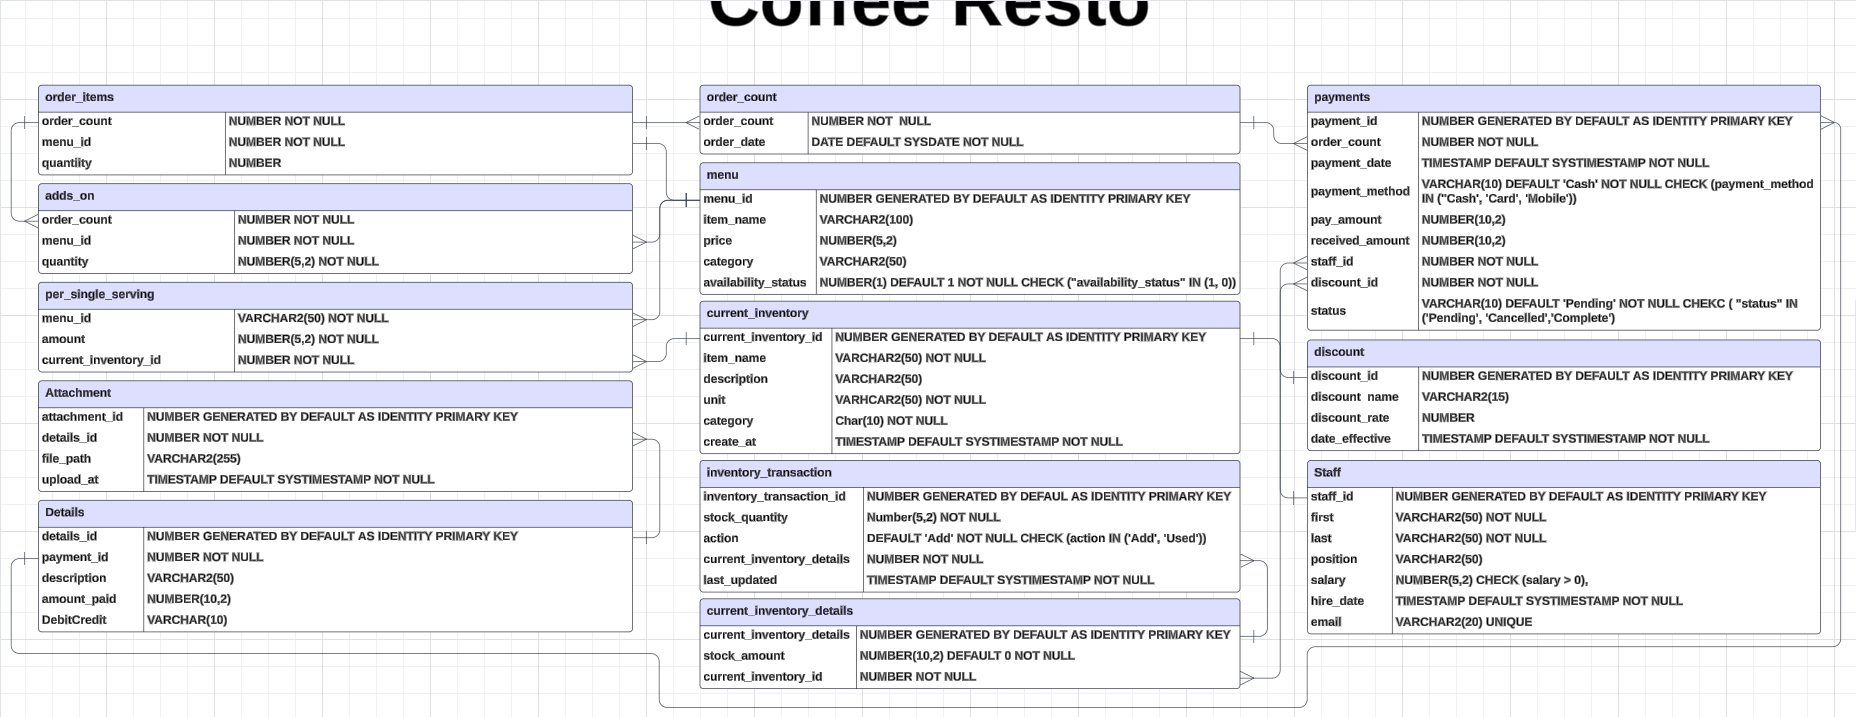 Coffee Resto
order_items
order_count NUMBER NOT NULL
menu_id NUMBER NOT NULL
quantiity NUMBER
adds_on
order_count NUMBER NOT NULL
menu_id NUMBER NOT NULL
quantity NUMBER(5,2) NOT NULL
per_single_serving
menu_id VARCHAR2(50) NOT NULL
amount NUMBER(5,2) NOT NULL
current_inventory_id NUMBER NOT NULL
Attachment
attachment_id NUMBER GENERATED BY DEFAULT AS IDENTITY PRIMARY KEY
details_id NUMBER NOT NULL
file_path VARCHAR2(255)
upload_at TIMESTAMP DEFAULT SYSTIMESTAMP NOT NULL
Details
details_id NUMBER GENERATED BY DEFAULT AS IDENTITY PRIMARY KEY
payment_id NUMBER NOT NULL
description VARCHAR2(50)
amount_paid NUMBER(10,2)
DebitCredit VARCHAR(10)
order_count
order_count NUMBER NOT  NULL
order_date DATE DEFAULT SYSDATE NOT NULL
menu
menu_id NUMBER GENERATED BY DEFAULT AS IDENTITY PRIMARY KEY
item_name VARCHAR2(100)
price NUMBER(5,2)
category VARCHAR2(50)
availability_status NUMBER(1) DEFAULT 1 NOT NULL CHECK ("availability_status" IN (1, 0))
current_inventory
current_inventory_id NUMBER GENERATED BY DEFAULT AS IDENTITY PRIMARY KEY
item_name VARCHAR2(50) NOT NULL
description VARCHAR2(50)
unit VARHCAR2(50) NOT NULL
category Char(10) NOT NULL
create_at TIMESTAMP DEFAULT SYSTIMESTAMP NOT NULL
inventory_transaction
inventory_transaction_id NUMBER GENERATED BY DEFAUL AS IDENTITY PRIMARY KEY
stock_quantity Number(5,2) NOT NULL
action DEFAULT 'Add' NOT NULL CHECK (action IN ('Add', 'Used'))
current_inventory_details NUMBER NOT NULL
last_updated TIMESTAMP DEFAULT SYSTIMESTAMP NOT NULL
current_inventory_details
current_inventory_details NUMBER GENERATED BY DEFAULT AS IDENTITY PRIMARY KEY
stock_amount NUMBER(10,2) DEFAULT 0 NOT NULL
current_inventory_id NUMBER NOT NULL
payments
payment_id NUMBER GENERATED BY DEFAULT AS IDENTITY PRIMARY KEY
order_count NUMBER NOT NULL
payment_date TIMESTAMP DEFAULT SYSTIMESTAMP NOT NULL
payment_method VARCHAR(10) DEFAULT 'Cash' NOT NULL CHECK (payment_method
IN ("Cash', 'Card', 'Mobile'))
pay_amount NUMBER(10,2)
received_amount NUMBER(10,2)
staff_id NUMBER NOT NULL
discount_id NUMBER NOT NULL
status VARCHAR(10) DEFAULT 'Pending' NOT NULL CHEKC ( "status" IN
('Pending', 'Cancelled','Complete')
discount
discount_id NUMBER GENERATED BY DEFAULT AS IDENTITY PRIMARY KEY
discount_name VARCHAR2(15)
discount_rate NUMBER
date_effective TIMESTAMP DEFAULT SYSTIMESTAMP NOT NULL
Staff
staff_id NUMBER GENERATED BY DEFAULT AS IDENTITY PRIMARY KEY
first VARCHAR2(50) NOT NULL
last VARCHAR2(50) NOT NULL
position VARCHAR2(50)
salary NUMBER(5,2) CHECK (salary > 0),
hire_date TIMESTAMP DEFAULT SYSTIMESTAMP NOT NULL
email VARCHAR2(20) UNIQUE